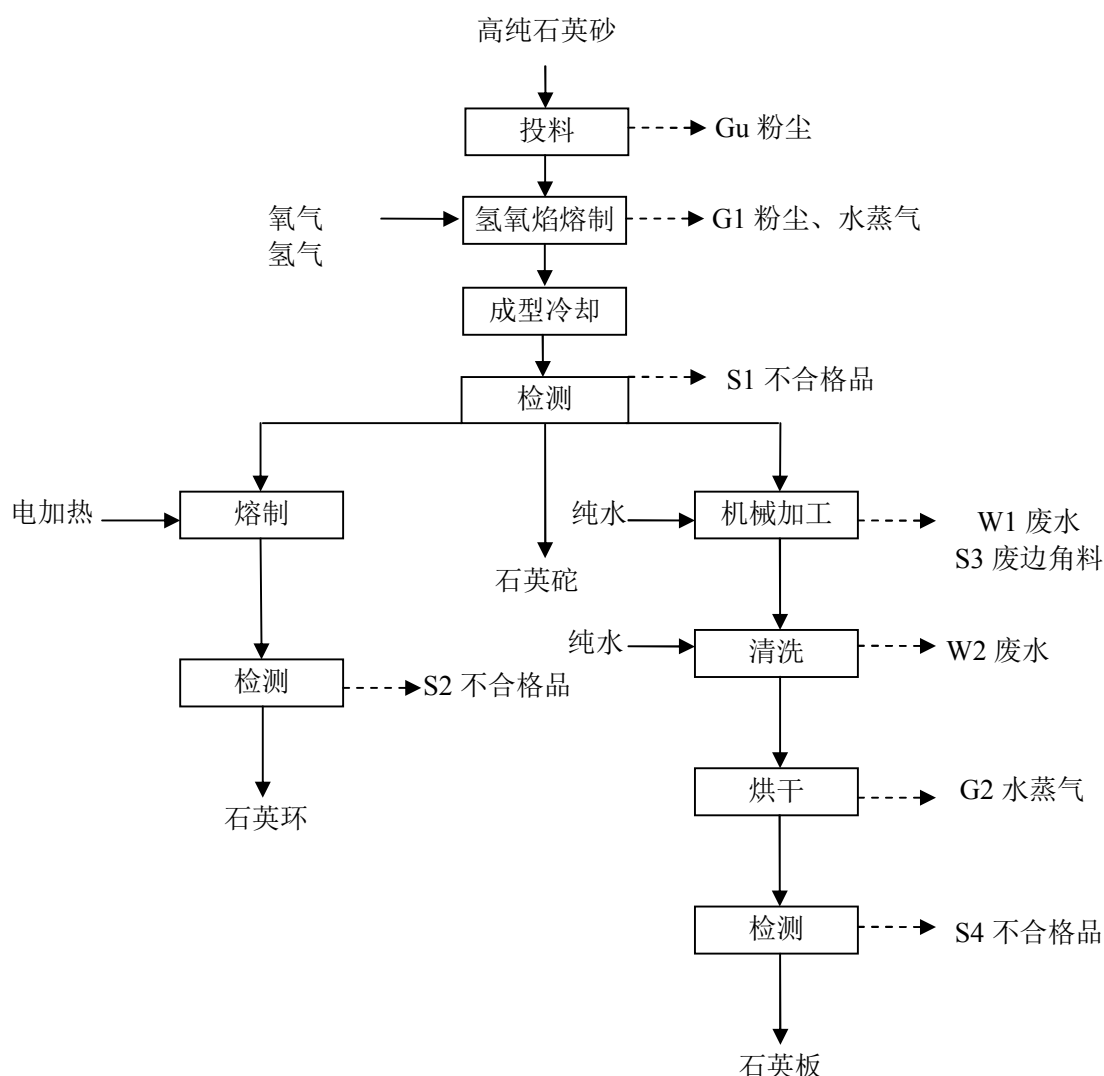 高纯石英砂
投料
Gu 粉尘
氧气
氢气
氢氧焰熔制
G1 粉尘、水蒸气
成型冷却
检测
S1 不合格品
电加热
熔制
纯水
机械加工
W1 废水
S3 废边角料
石英砣
纯水
清洗
W2 废水
检测
S2 不合格品
烘干
G2 水蒸气
石英环
检测
S4 不合格品
石英板